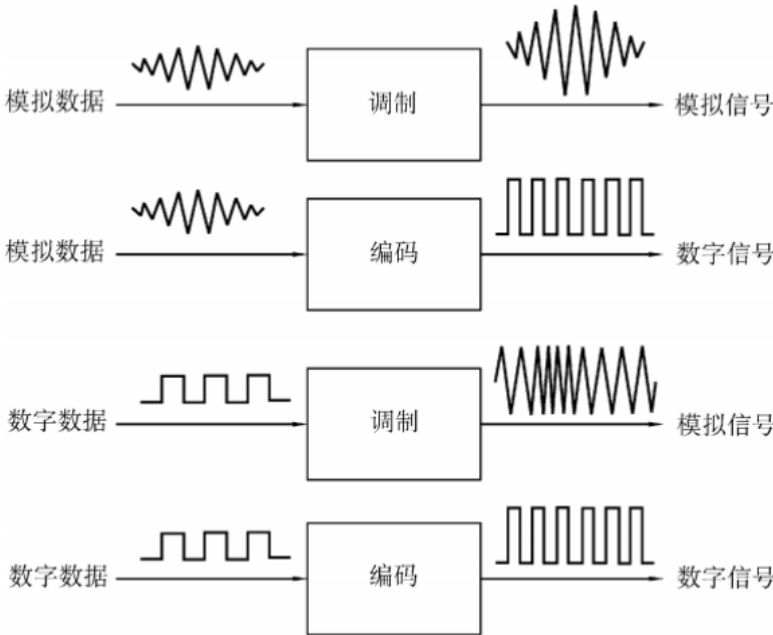 模拟数据
调制
模拟信号
模拟数据
编码
数字信号
数字数据
调制
模拟信号
数字数据
编码
数字信号